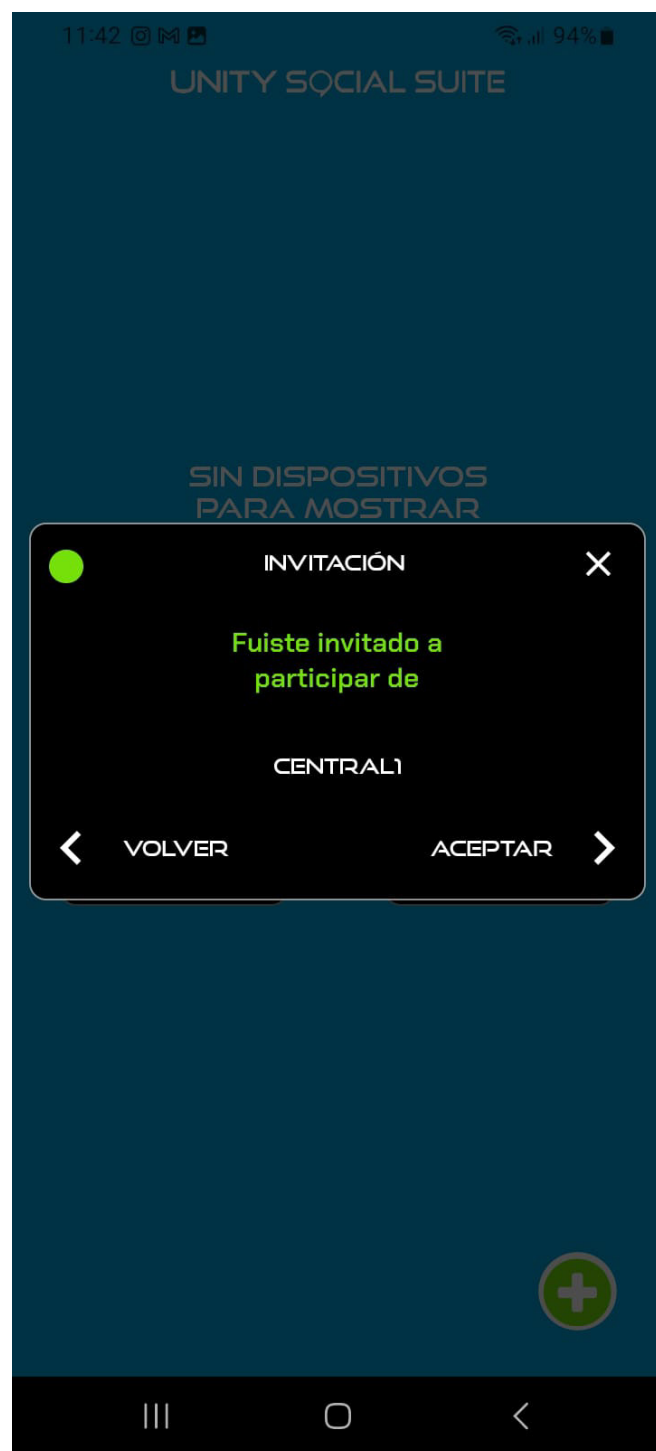 11:42 94%
UNITY SOCIAL SUITE
SIN DISPOSITIVOS
PARA MOSTRAR
INVITACIÓN
Fuiste invitado a
participar de
CENTRAL1
VOLVER ACEPTAR